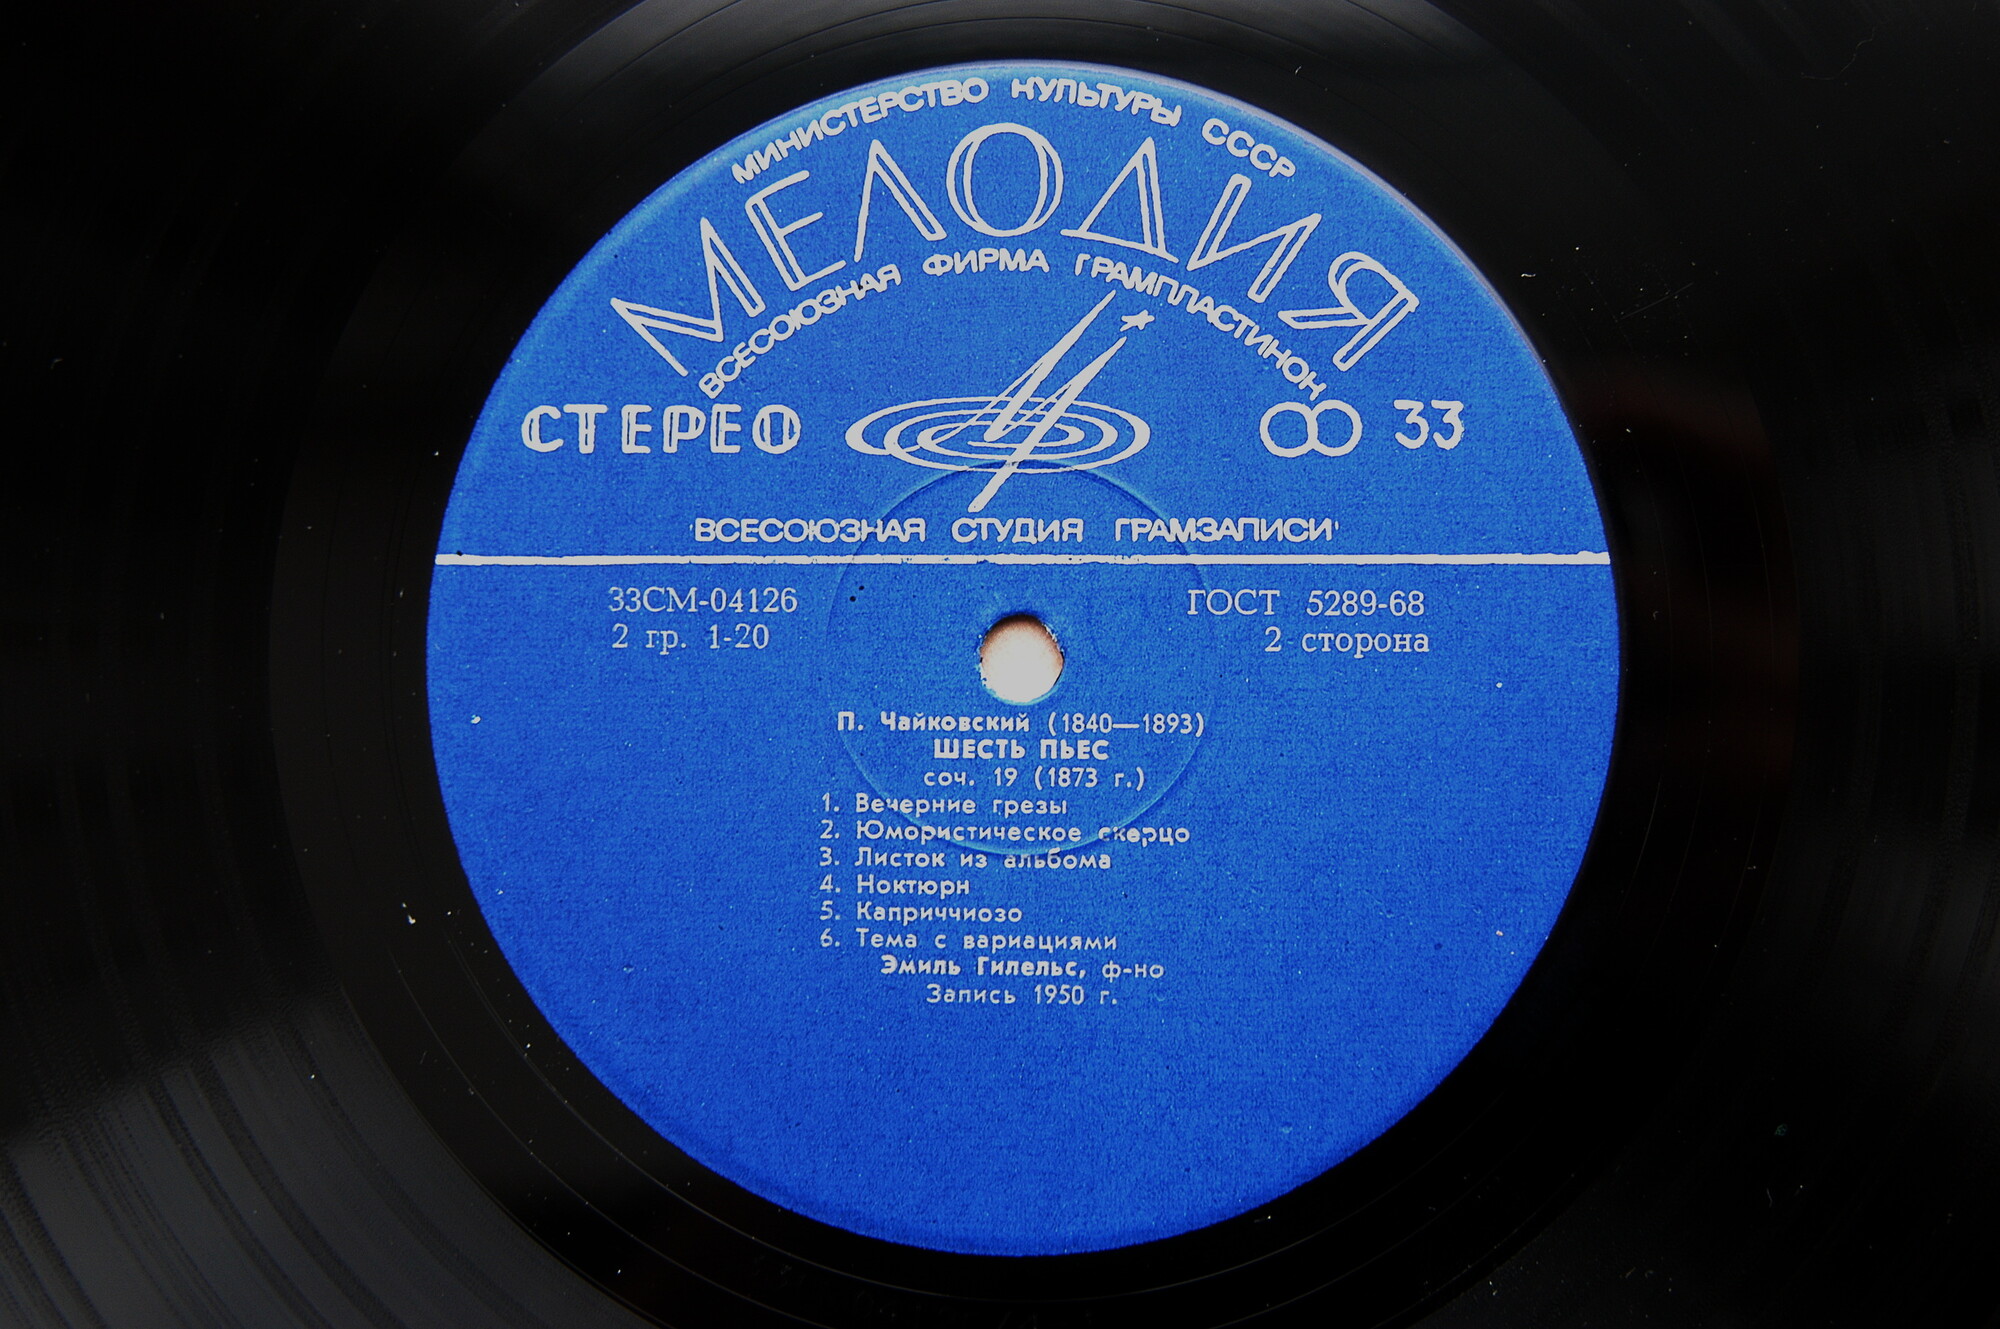 МИНИСТЕРСТВО КУЛЬТУРЫ СССР
МЕЛОДИЯ
ВСЕСОЮЗНАЯ ФИРМА ГРАМПЛАСТИНОК
СТЕРЕО 33
ВСЕСОЮЗНАЯ СТУДИЯ ГРАМЗАПИСИ
33СМ-04126 ГОСТ 5289-68
2 гр. 1-20 2 сторона
П. Чайковский (1840—1893)
ШЕСТЬ ПЬЕС
соч. 19 (1873 г.)
1. Вечерние грезы
2. Юмористическое скерцо
3. Листок из альбома
4. Ноктюрн
5. Каприччиозо
6. Тема с вариациями
Эмиль Гилельс, ф-но
Запись 1950 г.